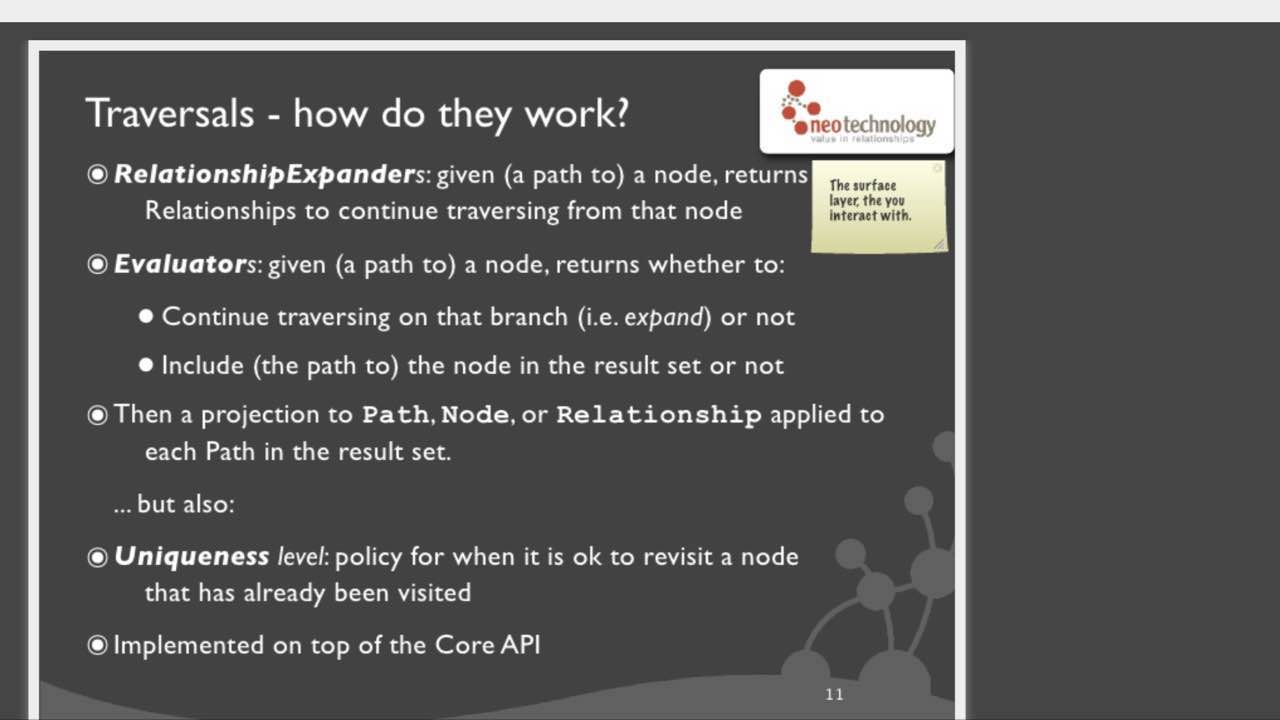 Traversals - how do they work?
neotechnology
value in relationships
◉ RelationshipExpanders: given (a path to) a node, returns
Relationships to continue traversing from that node
The surface
layer, the you
interact with.
◉ Evaluators: given (a path to) a node, returns whether to:
● Continue traversing on that branch (i.e. expand) or not
● Include (the path to) the node in the result set or not
◉ Then a projection to Path, Node, or Relationship applied to
each Path in the result set.
... but also:
◉ Uniqueness level: policy for when it is ok to revisit a node
that has already been visited
◉ Implemented on top of the Core API
11